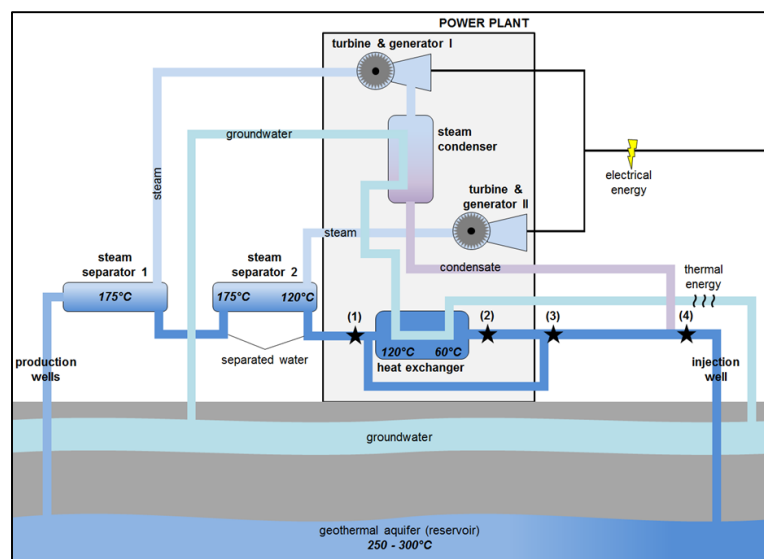 POWER PLANT
turbine & generator I
groundwater
steam
condenser
steam
electrical
energy
turbine &
generator II
steam
steam
separator 1
steam
separator 2
condensate
thermal
energy
175°C
175°C
120°C
(1)
(2)
(3)
(4)
120°C
60°C
heat exchanger
separated water
production
wells
injection
well
groundwater
geothermal aquifer (reservoir)
250 - 300°C